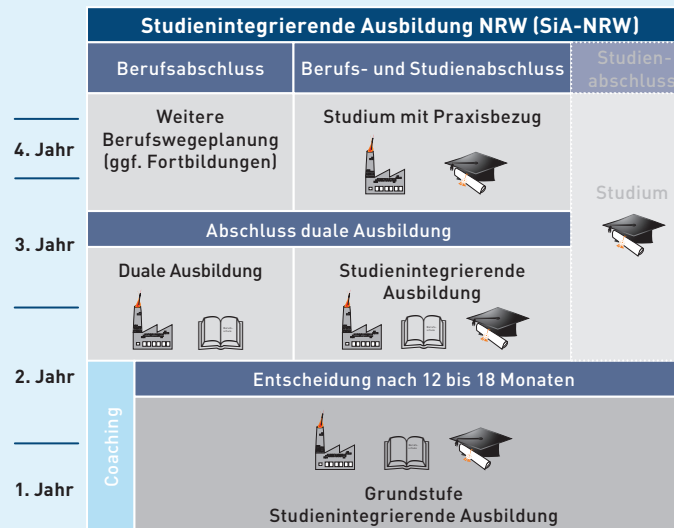 Studienintegrierende Ausbildung NRW (SiA-NRW)
Berufsabschluss
Berufs- und Studienabschluss
Studien-
abschluss
4. Jahr
Weitere
Berufswegeplanung
(ggf. Fortbildungen)
Studium mit Praxisbezug
Studium
3. Jahr
Abschluss duale Ausbildung
Duale Ausbildung
Studienintegrierende
Ausbildung
2. Jahr
Entscheidung nach 12 bis 18 Monaten
Coaching
1. Jahr
Grundstufe
Studienintegrierende Ausbildung